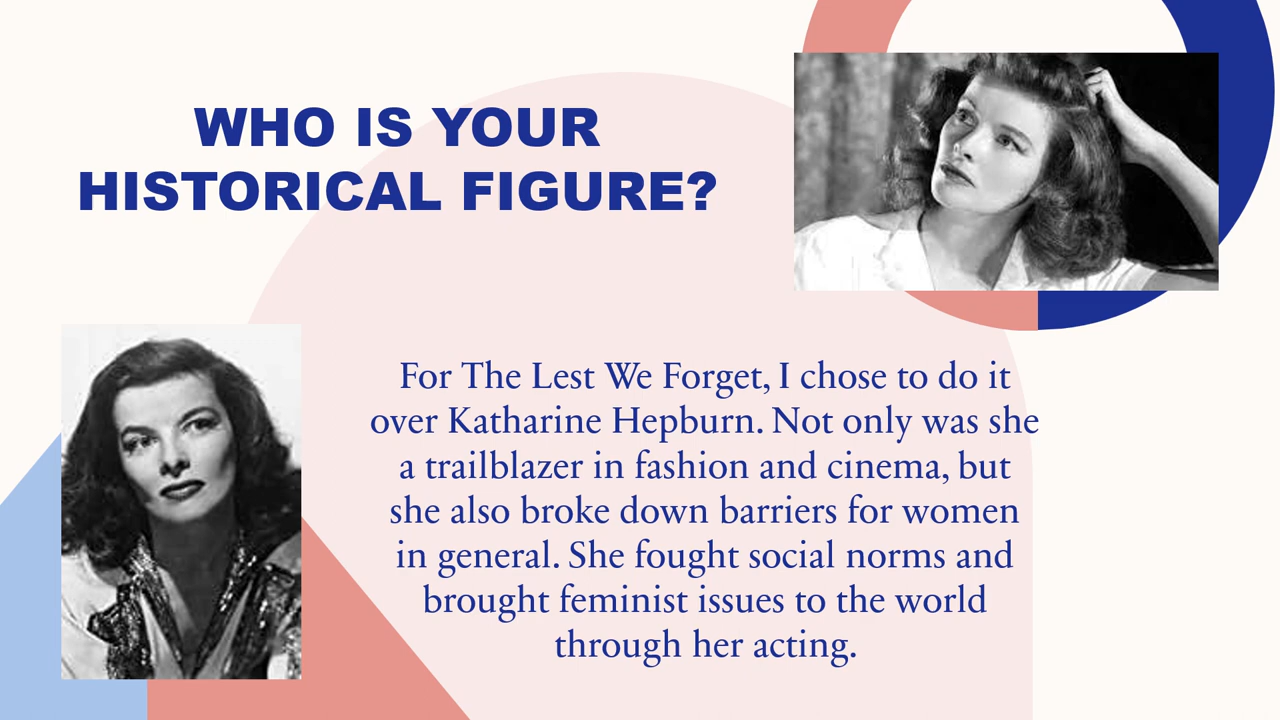 WHO IS YOUR
HISTORICAL FIGURE?
For The Lest We Forget, I chose to do it
over Katharine Hepburn. Not only was she
a trailblazer in fashion and cinema, but
she also broke down barriers for women
in general. She fought social norms and
brought feminist issues to the world
through her acting.